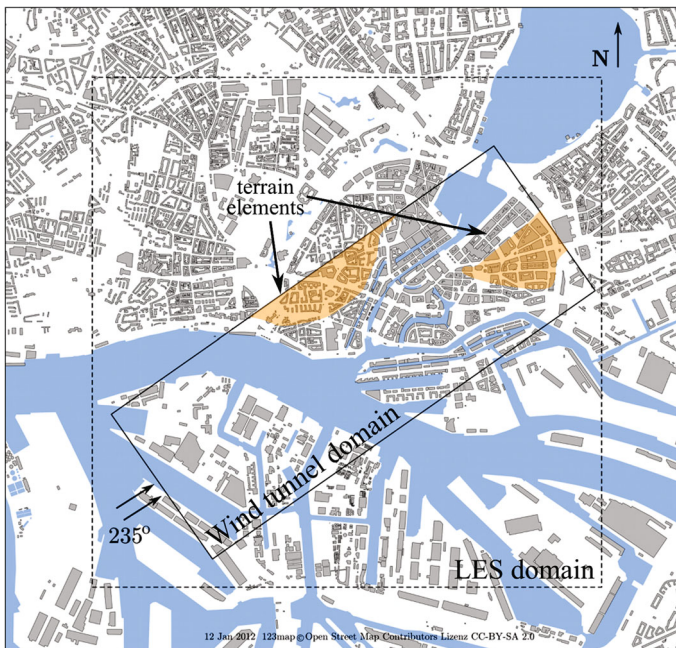 N
terrain
elements
Wind tunnel domain
235º
LES domain
12 Jan 2012 123map©Open Street Map Contributors Lizenz CC-BY-SA 2.0